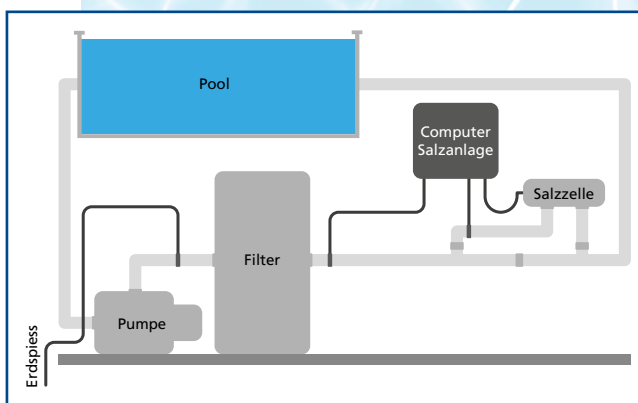 Pool
Computer
Salzanlage
Salzzelle
Filter
Pumpe
Erdspiess